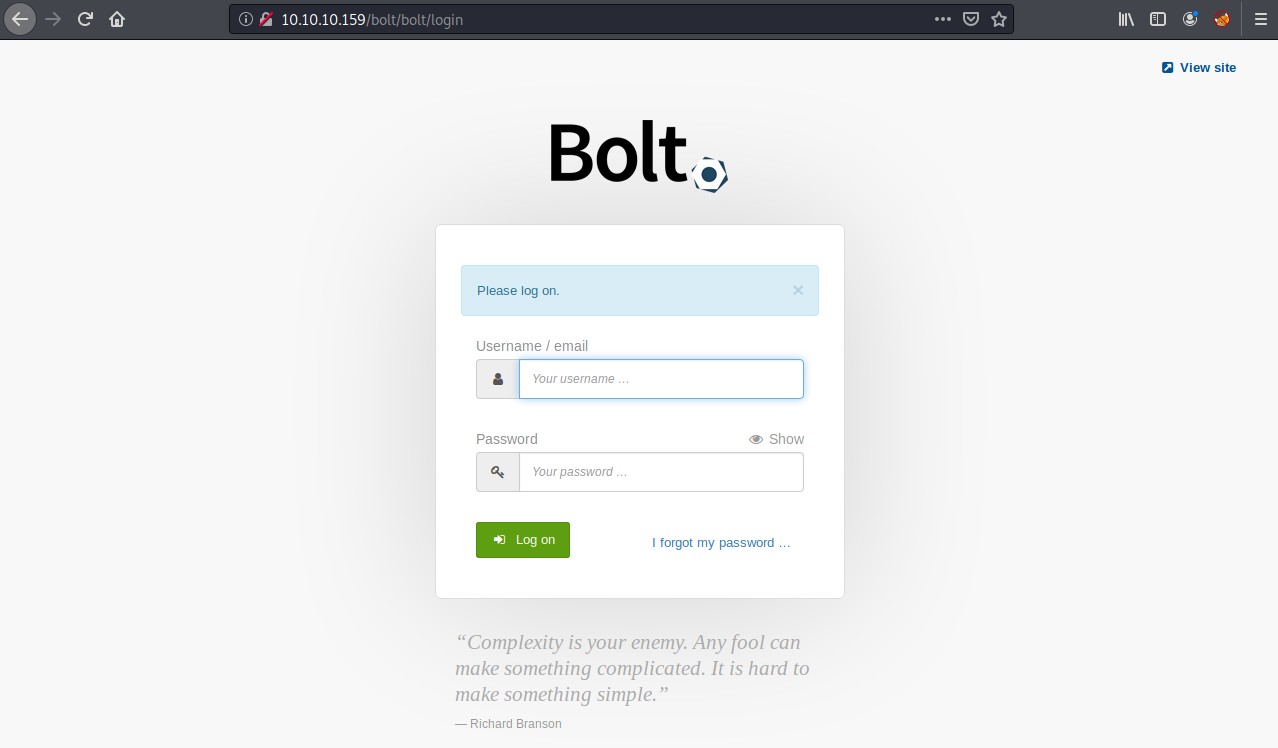 10.10.10.159/bolt/bolt/login
View site
Bolt
Please log on.
Username / email
Your username …
Password
Show
Your password …
Log on
I forgot my password …
“Complexity is your enemy. Any fool can
make something complicated. It is hard to
make something simple.”
— Richard Branson